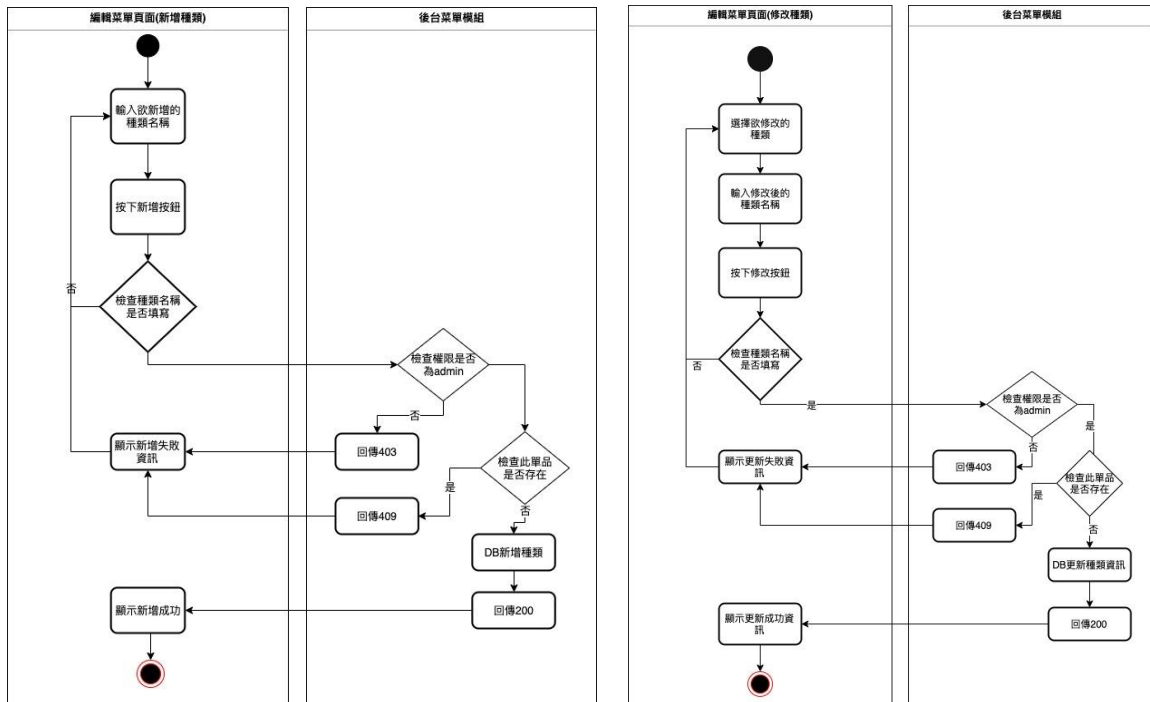 編輯菜單頁面(新增種類)
後台菜單模組
輸入欲新增的
種類名稱
按下新增按鈕
檢查種類名稱
是否填寫
否
檢查權限是否
為admin
否
顯示新增失敗
資訊
回傳403
檢查此單品
是否存在
是
回傳409
否
DB新增種類
顯示新增成功
回傳200
編輯菜單頁面(修改種類)
後台菜單模組
選擇欲修改的
種類
輸入修改後的
種類名稱
按下修改按鈕
檢查種類名稱
是否填寫
否
是
檢查權限是否
為admin
是
否
顯示更新失敗資
訊
回傳403
檢查此單品
是否存在
是
回傳409
否
DB更新種類資訊
顯示更新成功資
訊
回傳200